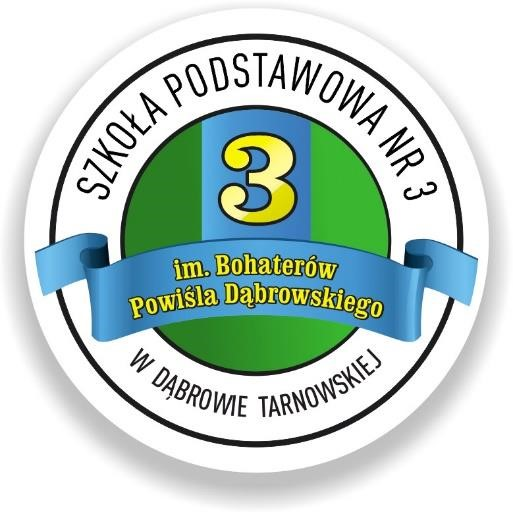 SZKOŁA PODSTAWOWA NR 3
3
im. Bohaterów
Powiśla Dąbrowskiego
W DĄBROWIE TARNOWSKIEJ